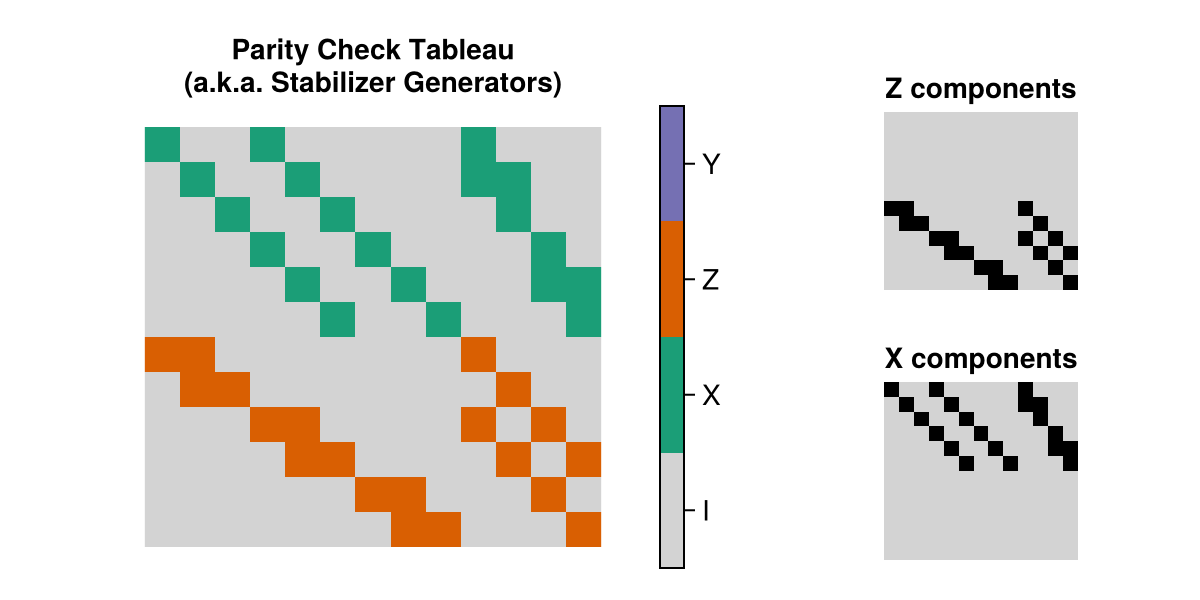 Parity Check Tableau
(a.k.a. Stabilizer Generators)
Y
Z
X
I
Z components
X components